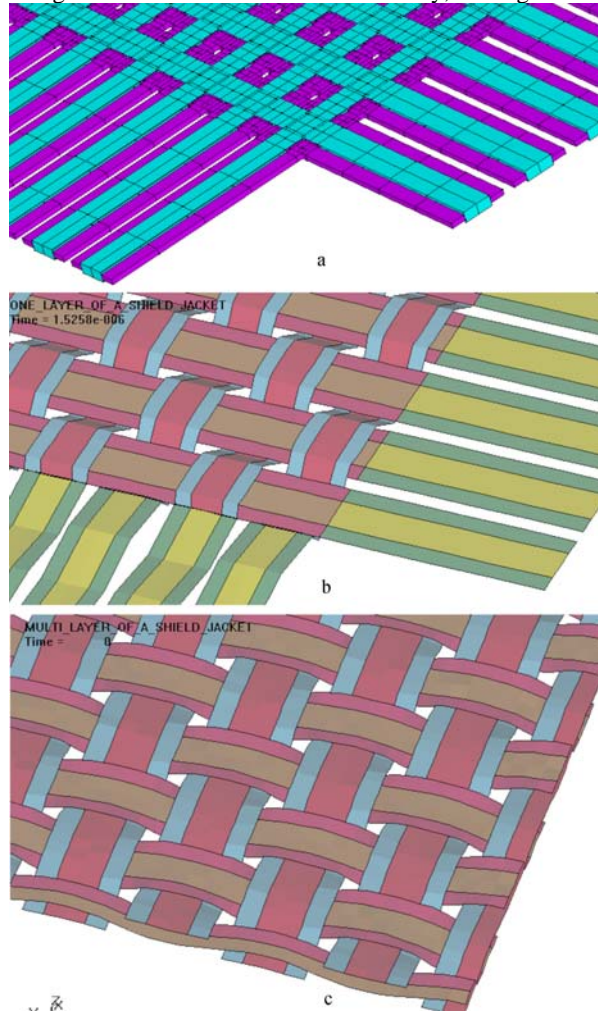 a
ONE_LAYER_OF_A_SHIELD_JACKET
Time = 1.5258e-006
b
MULTI_LAYER_OF_A_SHIELD_JACKET
Time = 0
c